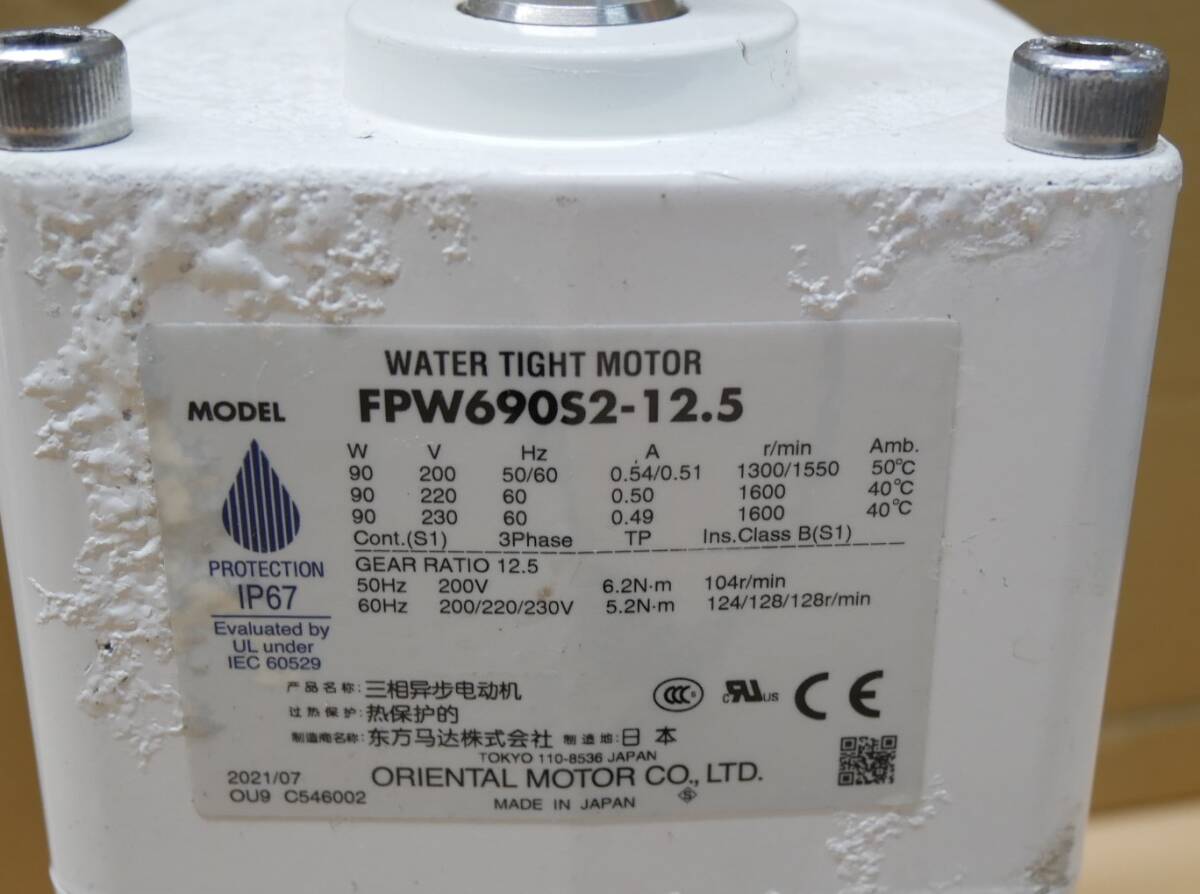 WATER TIGHT MOTOR
MODEL FPW690S2-12.5
W V Hz A r/min Amb.
90 200 50/60 0.54/0.51 1300/1550 50℃
90 220 60 0.50 1600 40℃
90 230 60 0.49 1600 40℃
Cont.(S1) 3Phase TP Ins.Class B(S1)
GEAR RATIO 12.5
50Hz 200V 6.2N·m 104r/min
60Hz 200/220/230V 5.2N·m 124/128/128r/min
PROTECTION
IP67
Evaluated by
UL under
IEC 60529
产品名称: 三相异步电动机
过热保护: 热保护的
制造商名称: 东方马达株式会社 制造地: 日本
CCC S
c RU US
CE
TOKYO 110-8536 JAPAN
ORIENTAL MOTOR CO., LTD.
MADE IN JAPAN
S
2021/07
OU9 C546002